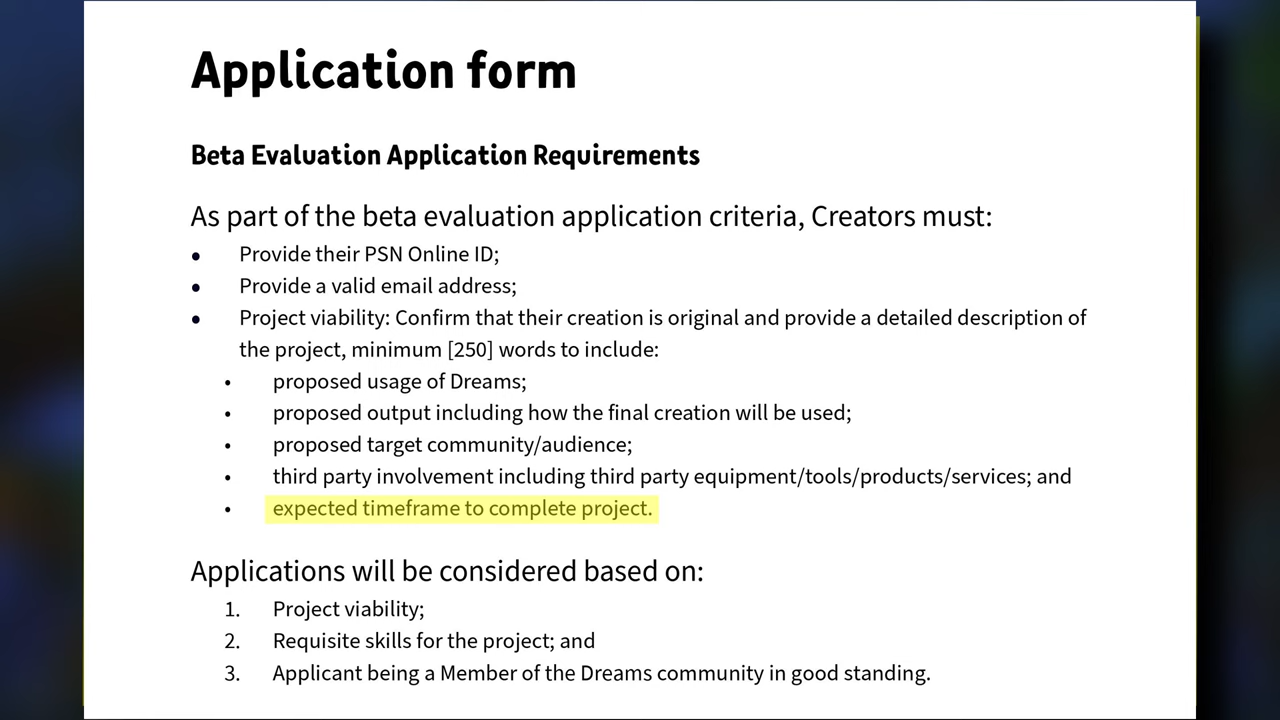 Application form
Beta Evaluation Application Requirements
As part of the beta evaluation application criteria, Creators must:
• Provide their PSN Online ID;
• Provide a valid email address;
• Project viability: Confirm that their creation is original and provide a detailed description of
the project, minimum [250] words to include:
• proposed usage of Dreams;
• proposed output including how the final creation will be used;
• proposed target community/audience;
• third party involvement including third party equipment/tools/products/services; and
• expected timeframe to complete project.
Applications will be considered based on:
1. Project viability;
2. Requisite skills for the project; and
3. Applicant being a Member of the Dreams community in good standing.